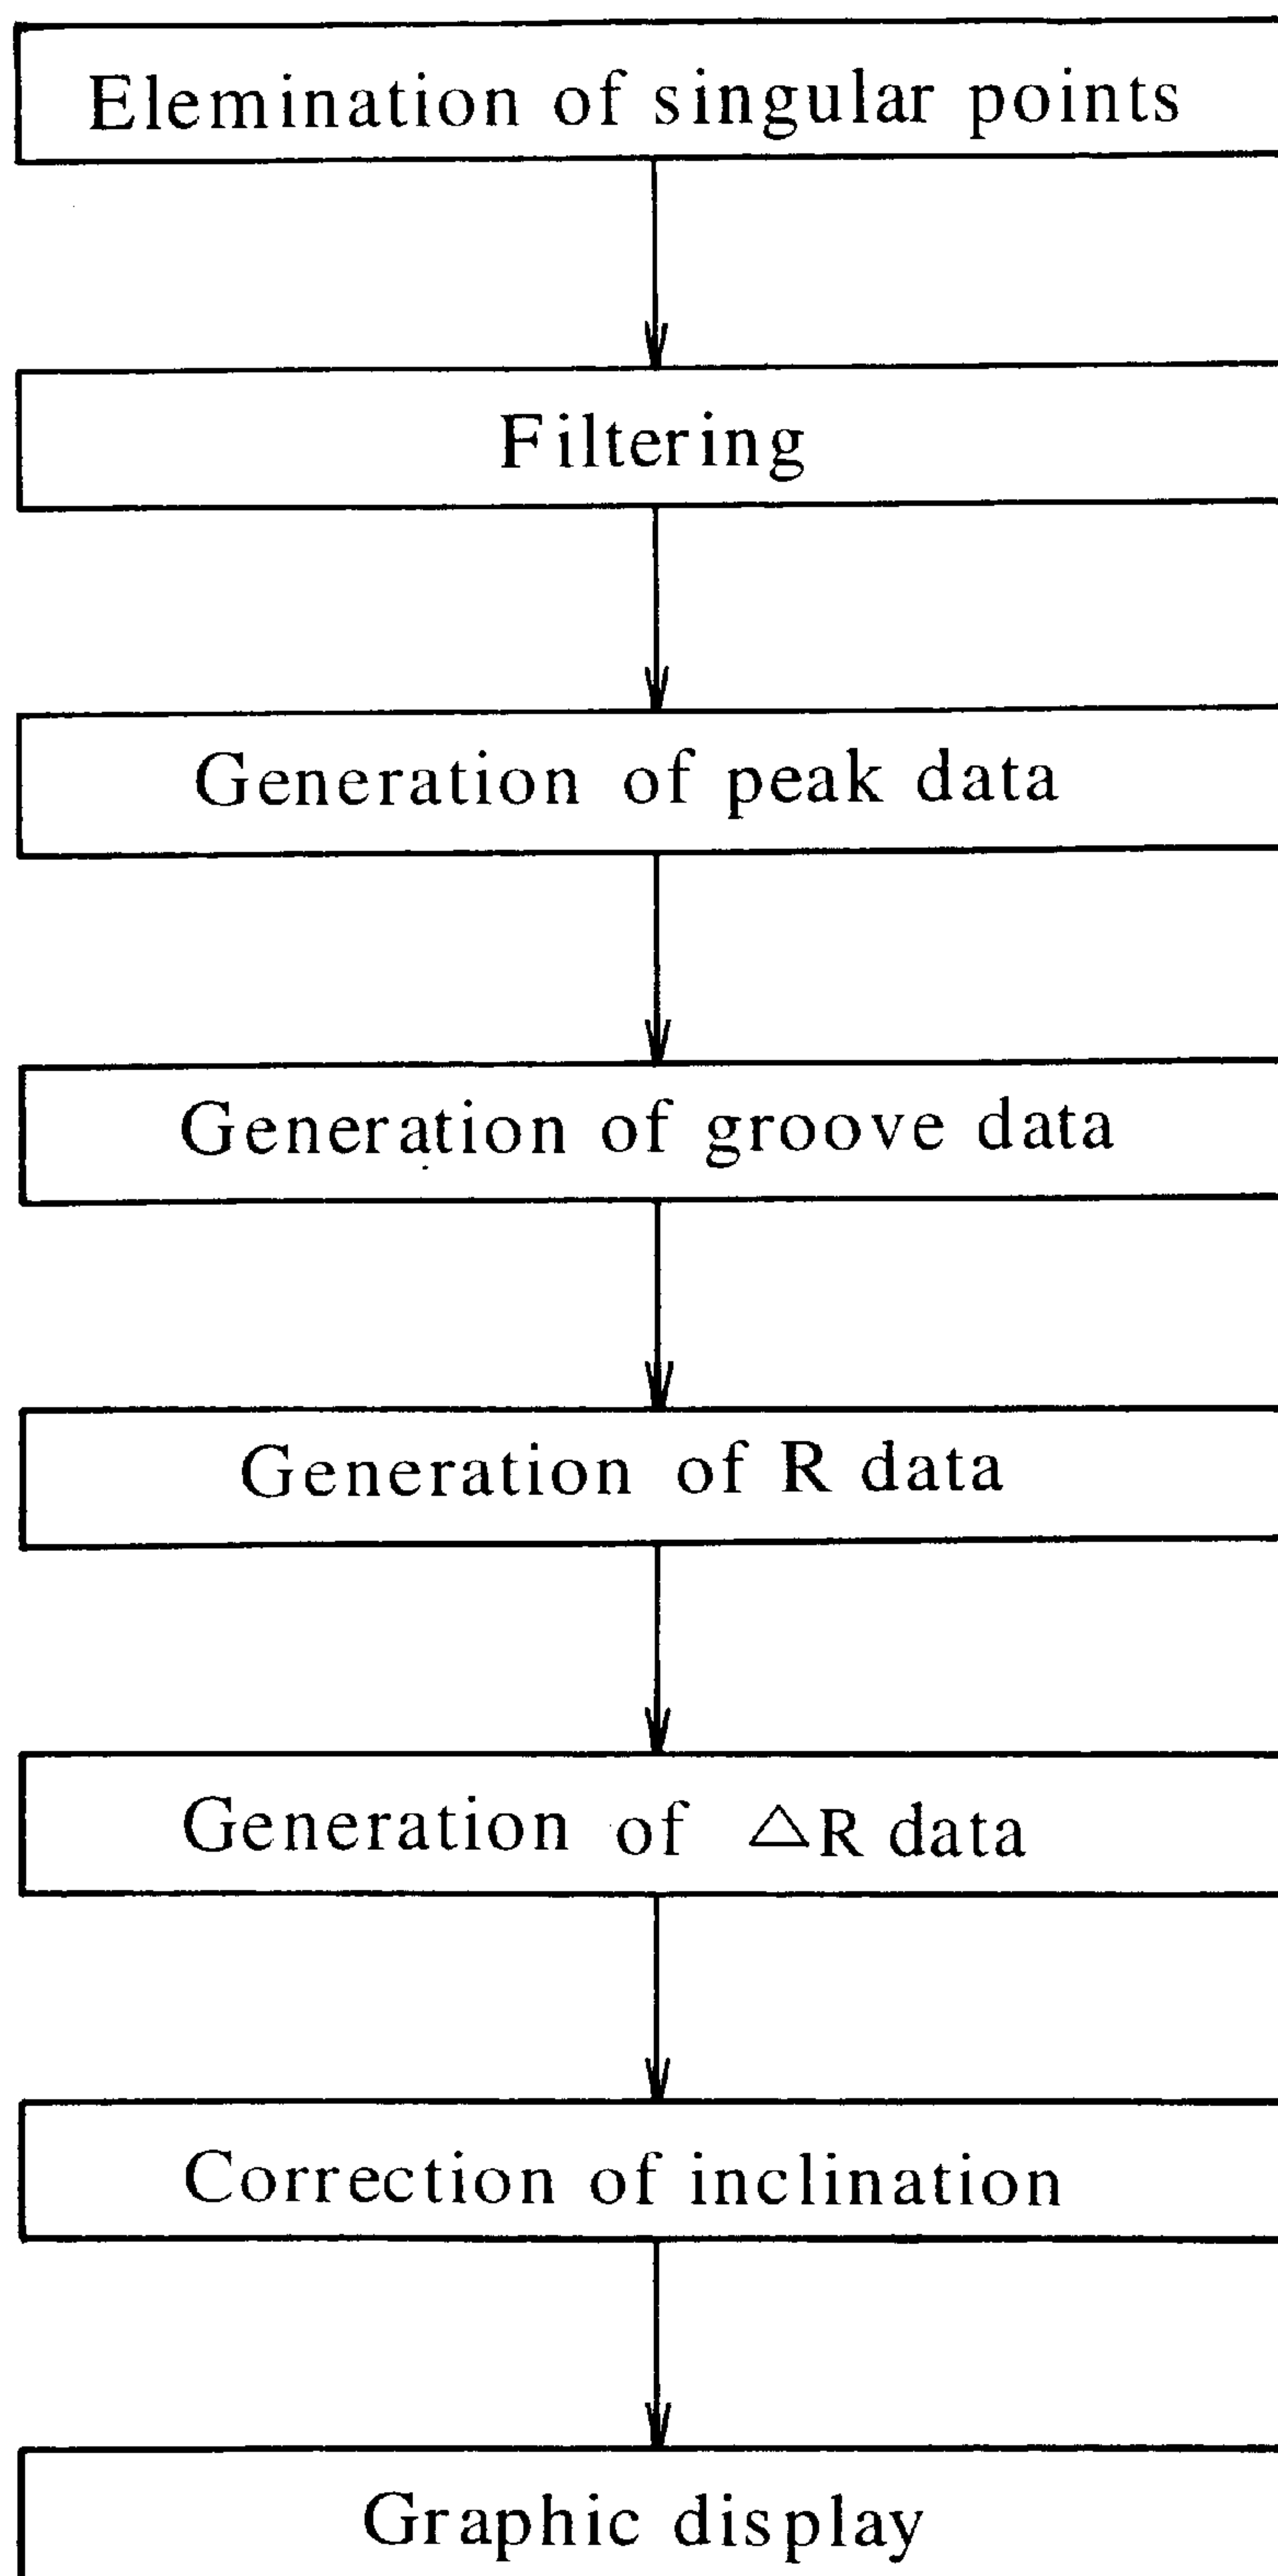 Elemination of singular points
Filtering
Generation of peak data
Generation of groove data
Generation of R data
Generation of △R data
Correction of inclination
Graphic display